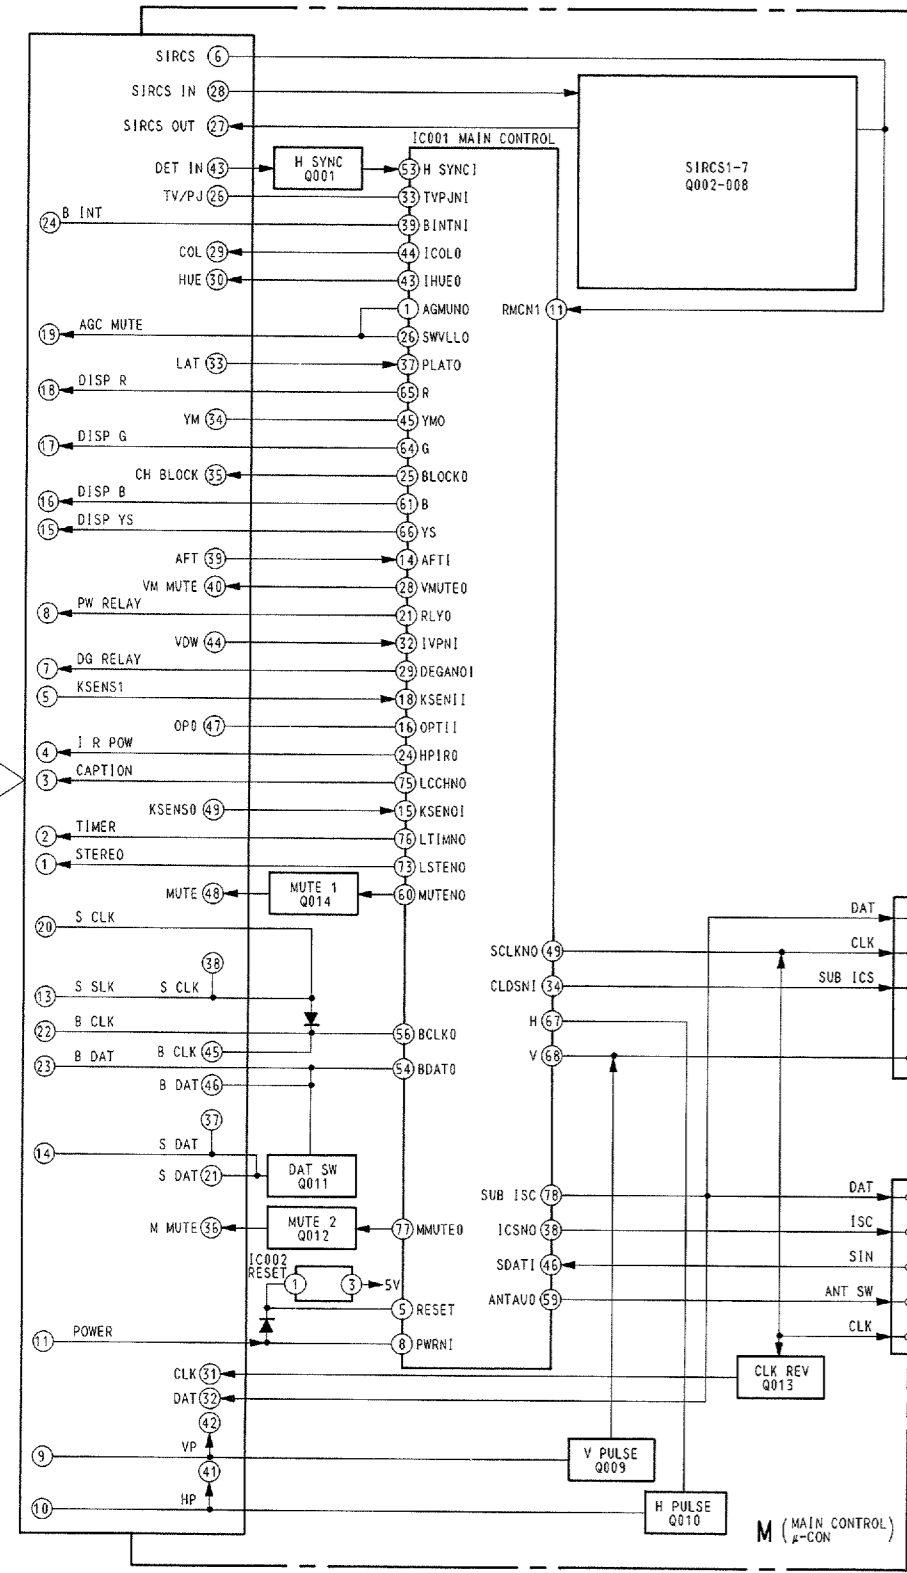 SIRCS 6
SIRCS IN 28
SIRCS OUT 27
IC001 MAIN CONTROL
DET IN 43
H SYNC
Q001
53 H SYNCI
SIRCS1-7
Q002-008
TV/PJ 26
33 TVPJNI
24 B INT
39 BINTNI
COL 29
44 ICOL0
HUE 30
43 IHUE0
1 AGMUNO
RMCN1 11
19 AGC MUTE
26 SWVLLO
LAT 33
37 PLATO
18 DISP R
65 R
YM 34
45 YMO
17 DISP G
64 G
CH BLOCK 35
25 BLOCKO
16 DISP B
61 B
15 DISP YS
66 YS
AFT 39
14 AFTI
VM MUTE 40
28 VMUTEO
8 PW RELAY
21 RLYO
VDW 44
32 IVPNI
7 DG RELAY
29 DEGANOI
5 KSENS1
18 KSENII
OPO 47
16 OPTII
4 I R POW
24 HPIRO
3 CAPTION
75 LCCHNO
KSENS0 49
15 KSENOI
2 TIMER
76 LTIMNO
1 STEREO
73 LSTENO
MUTE 48
MUTE 1
Q014
60 MUTENO
DAT
20 S CLK
SCLKNO 49
CLK
38
CLDSNI 34
SUB ICS
13 S SLK
S CLK
H 67
22 B CLK
56 BCLKO
B CLK 45
V 68
23 B DAT
54 BDATO
B DAT 46
37
S DAT
14
S DAT 21
DAT SW
Q011
SUB ISC 78
DAT
M MUTE 36
MUTE 2
Q012
77 MMUTEO
ICSNO 38
ISC
IC002
RESET
1
3
5V
SDATI 46
SIN
5 RESET
ANTAUO 59
ANT SW
11 POWER
8 PWRNI
CLK
CLK 31
CLK REV
Q013
DAT 32
42
9
VP
V PULSE
Q009
41
10
HP
H PULSE
Q010
M (MAIN CONTROL)
μ-CON